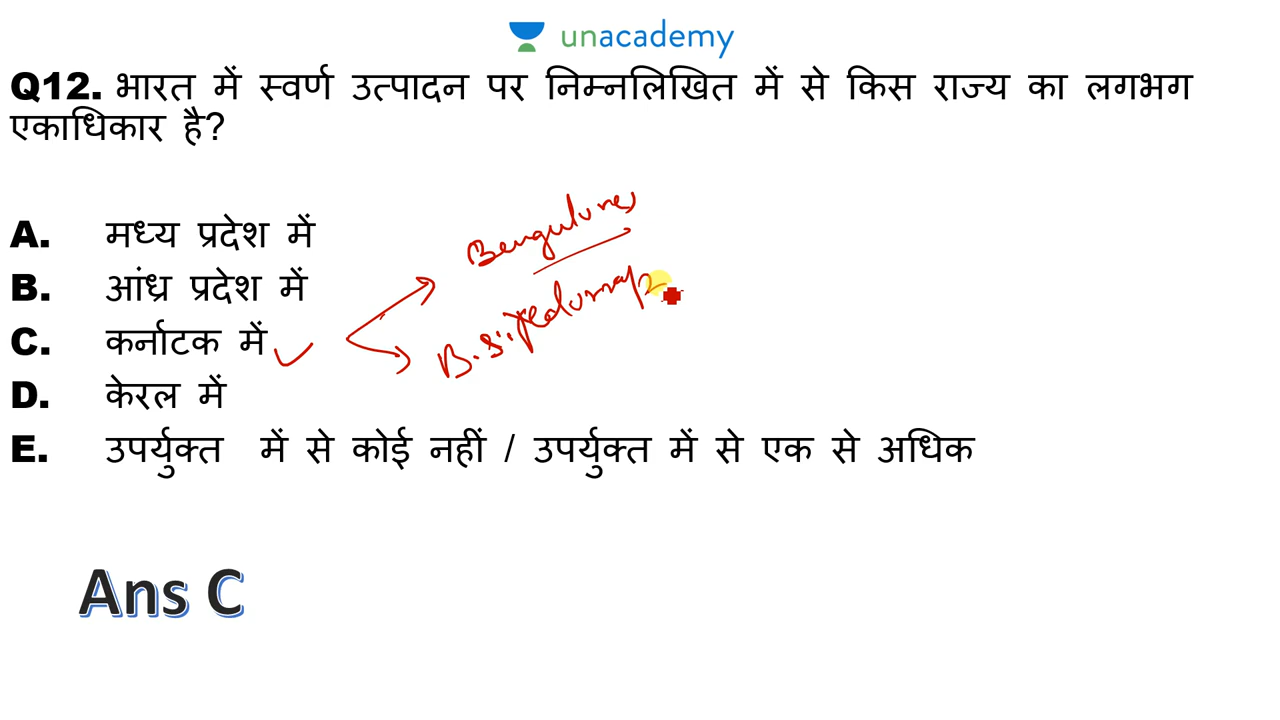 unacademy
Q12. भारत में स्वर्ण उत्पादन पर निम्नलिखित में से किस राज्य का लगभग
एकाधिकार है?
A. मध्य प्रदेश में
B. आंध्र प्रदेश में
C. कर्नाटक में
D. केरल में
E. उपर्युक्त में से कोई नहीं / उपर्युक्त में से एक से अधिक
Ans C